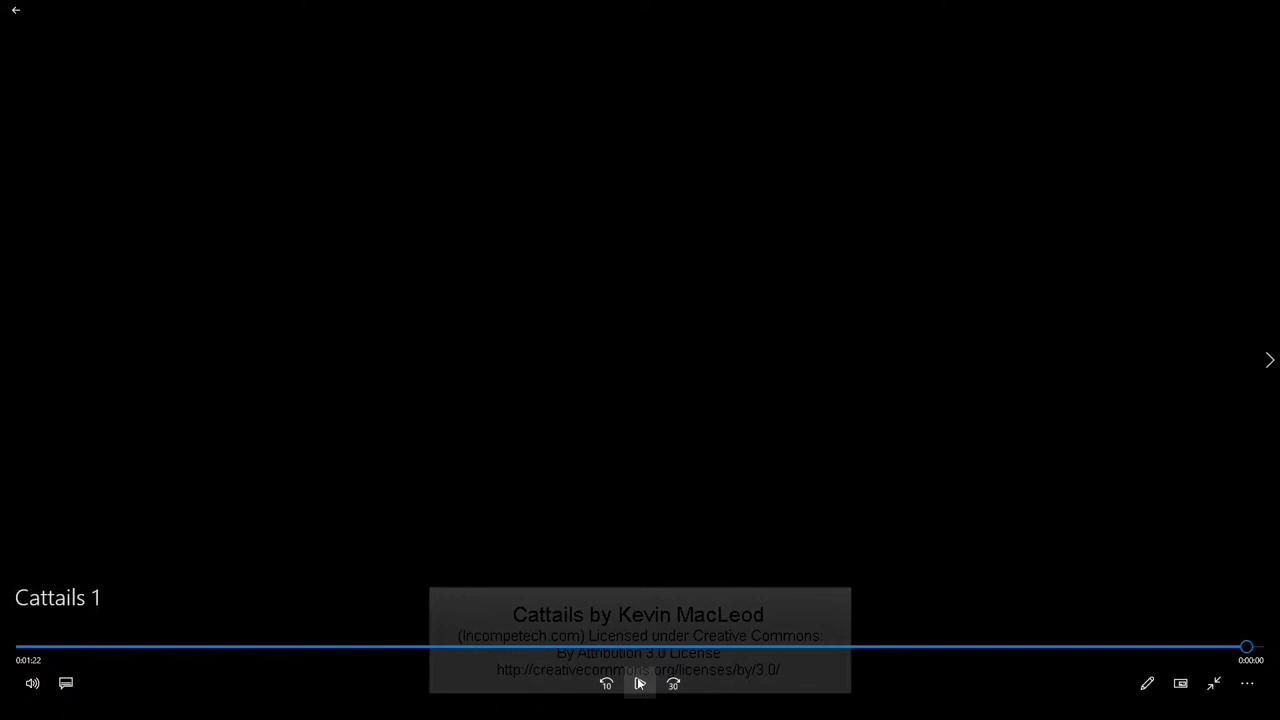 Cattails 1
Cattails by Kevin MacLeod
(Incompetech.com) Licensed under Creative Commons:
By Attribution 3.0 License
http://creativecommons.org/licenses/by/3.0/
0:01:22
0:00:00
10
30